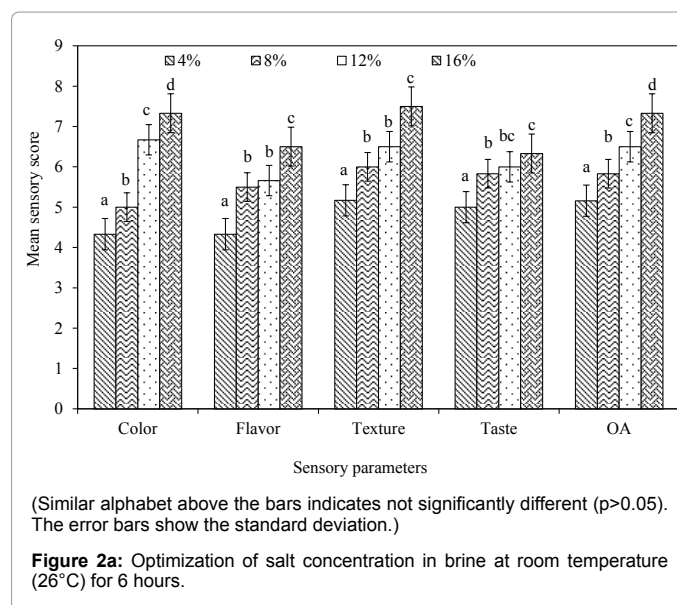 9
8
7
6
5
4
3
2
1
0
Mean sensory score
4% 8% 12% 16%
a b c d
a b b c
a b b c
a b bc c
a b c d
Color Flavor Texture Taste OA
Sensory parameters
(Similar alphabet above the bars indicates not significantly different (p>0.05).
The error bars show the standard deviation.)
Figure 2a: Optimization of salt concentration in brine at room temperature
(26°C) for 6 hours.